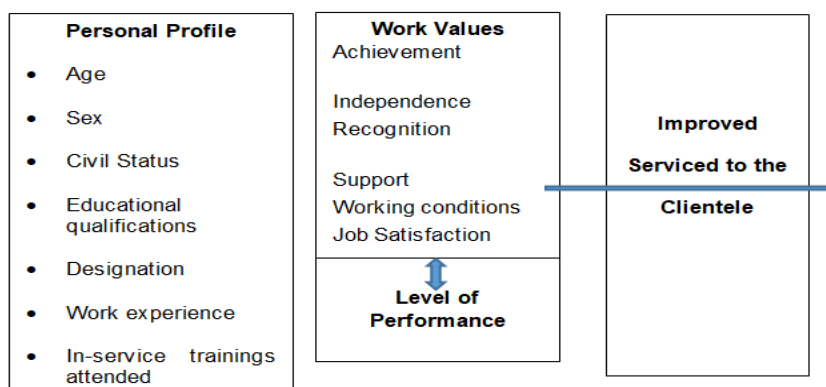 Personal Profile
• Age
• Sex
• Civil Status
• Educational
qualifications
• Designation
• Work experience
• In-service trainings
attended
Work Values
Achievement
Independence
Recognition
Support
Working conditions
Job Satisfaction
Level of
Performance
Improved
Serviced to the
Clientele